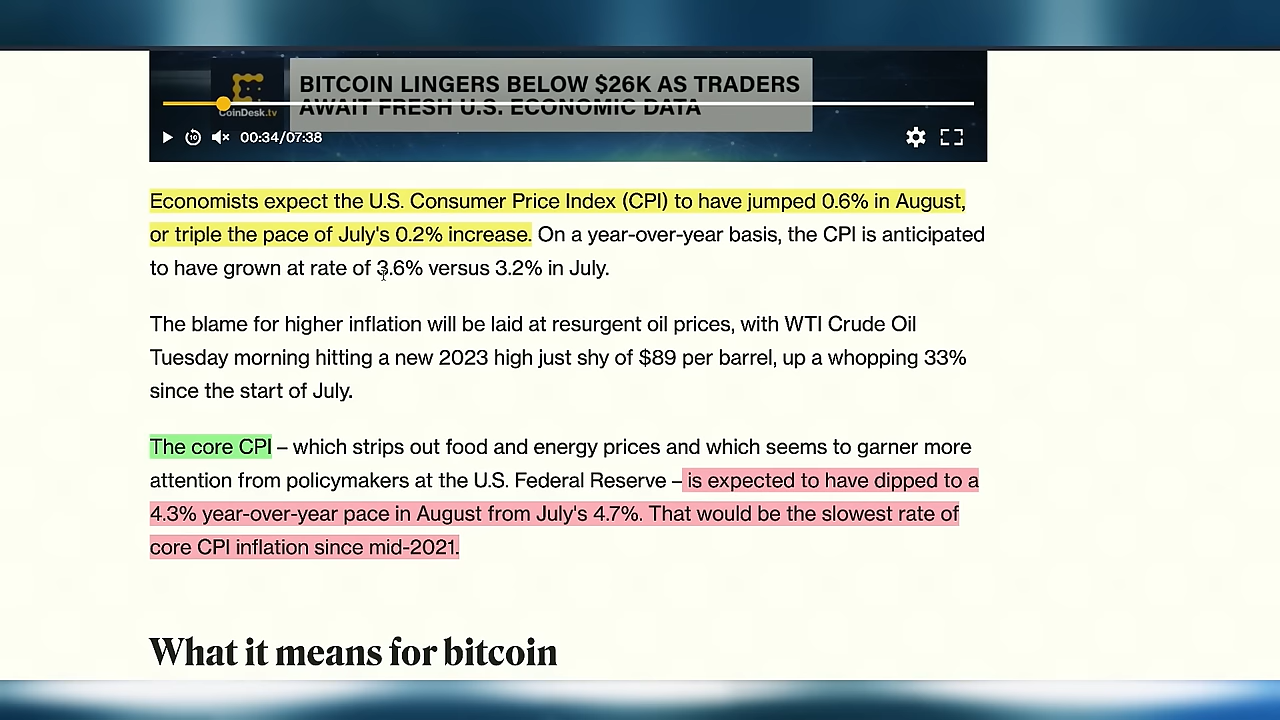 BITCOIN LINGERS BELOW $26K AS TRADERS
AWAIT FRESH U.S. ECONOMIC DATA
CoinDesk.tv
10
00:34/07:38
Economists expect the U.S. Consumer Price Index (CPI) to have jumped 0.6% in August,
or triple the pace of July's 0.2% increase. On a year-over-year basis, the CPI is anticipated
to have grown at rate of 3.6% versus 3.2% in July.
The blame for higher inflation will be laid at resurgent oil prices, with WTI Crude Oil
Tuesday morning hitting a new 2023 high just shy of $89 per barrel, up a whopping 33%
since the start of July.
The core CPI – which strips out food and energy prices and which seems to garner more
attention from policymakers at the U.S. Federal Reserve – is expected to have dipped to a
4.3% year-over-year pace in August from July's 4.7%. That would be the slowest rate of
core CPI inflation since mid-2021.
What it means for bitcoin